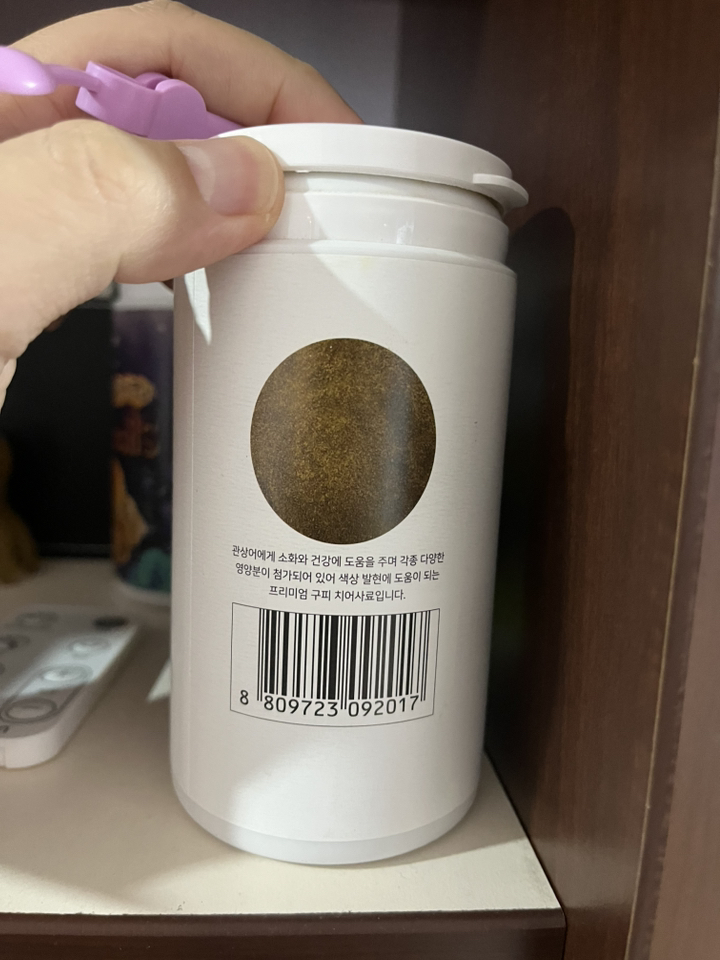 관상어에게 소화와 건강에 도움을 주며 각종 다양한
영양분이 첨가되어 있어 색상 발현에 도움이 되는
프리미엄 구피 치어사료입니다.
8 809723 092017